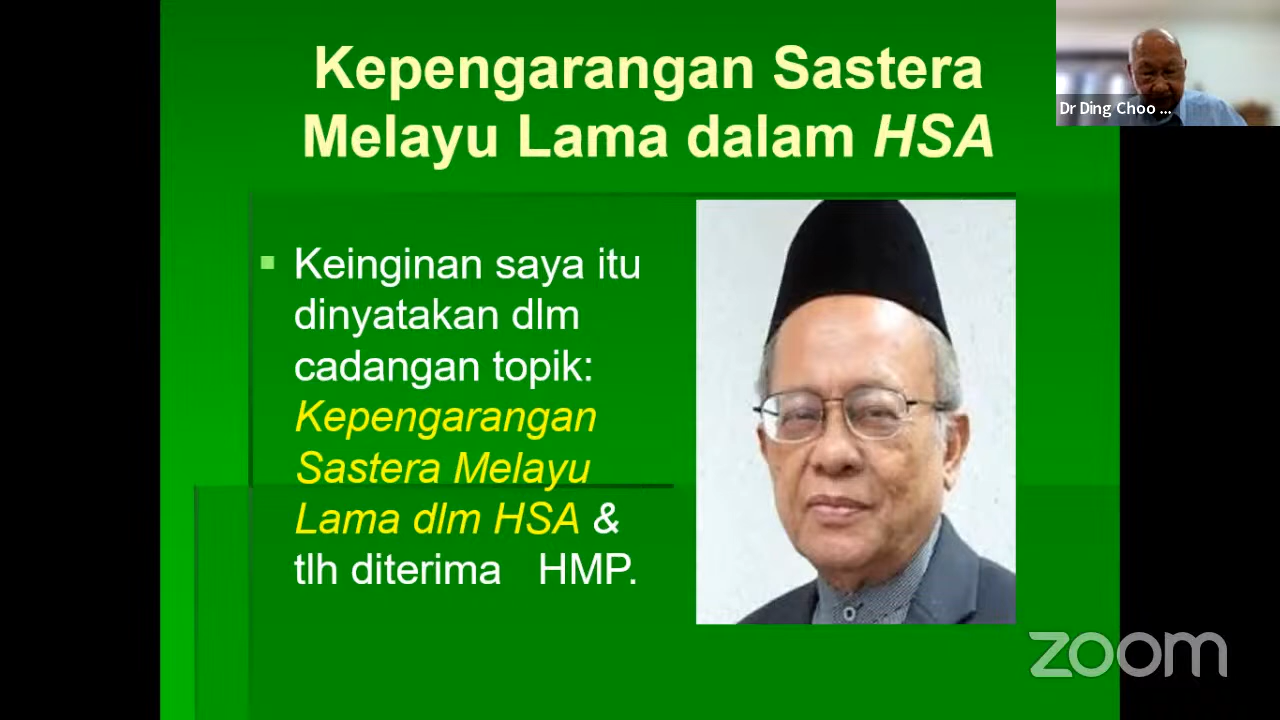 Kepengarangan Sastera
Melayu Lama dalam HSA
Dr Ding Choo ...
Keinginan saya itu
dinyatakan dlm
cadangan topik:
Kepengarangan
Sastera Melayu
Lama dlm HSA &
tlh diterima HMP.
zoom